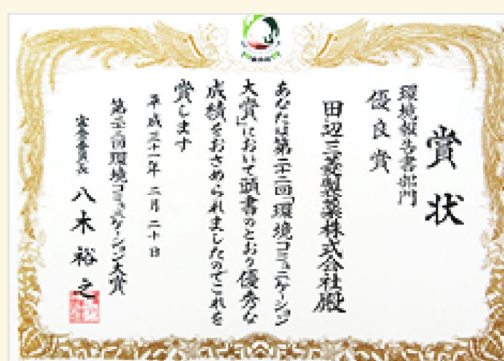 賞状
環境報告書部門
優良賞
田辺三菱製薬株式会社殿
あなたは第二十二回「環境コミュニケーション
大賞」において頭書のとおり優秀な
成績をおさめられましたのでこれを
賞します
平成三十一年二月二十日
第二十二回環境コミュニケーション大賞
審査委員長 八木裕之